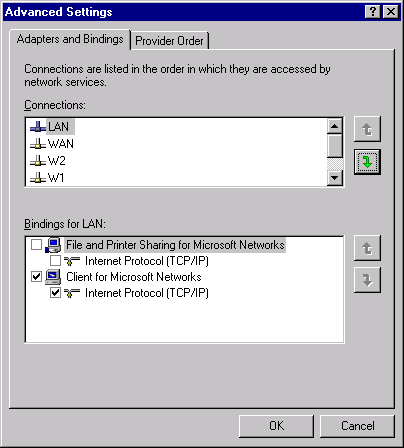 Advanced Settings
Adapters and Bindings
Provider Order
Connections are listed in the order in which they are accessed by
network services.
Connections:
LAN
WAN
W2
W1
Bindings for LAN:
File and Printer Sharing for Microsoft Networks
Internet Protocol (TCP/IP)
Client for Microsoft Networks
Internet Protocol (TCP/IP)
OK
Cancel